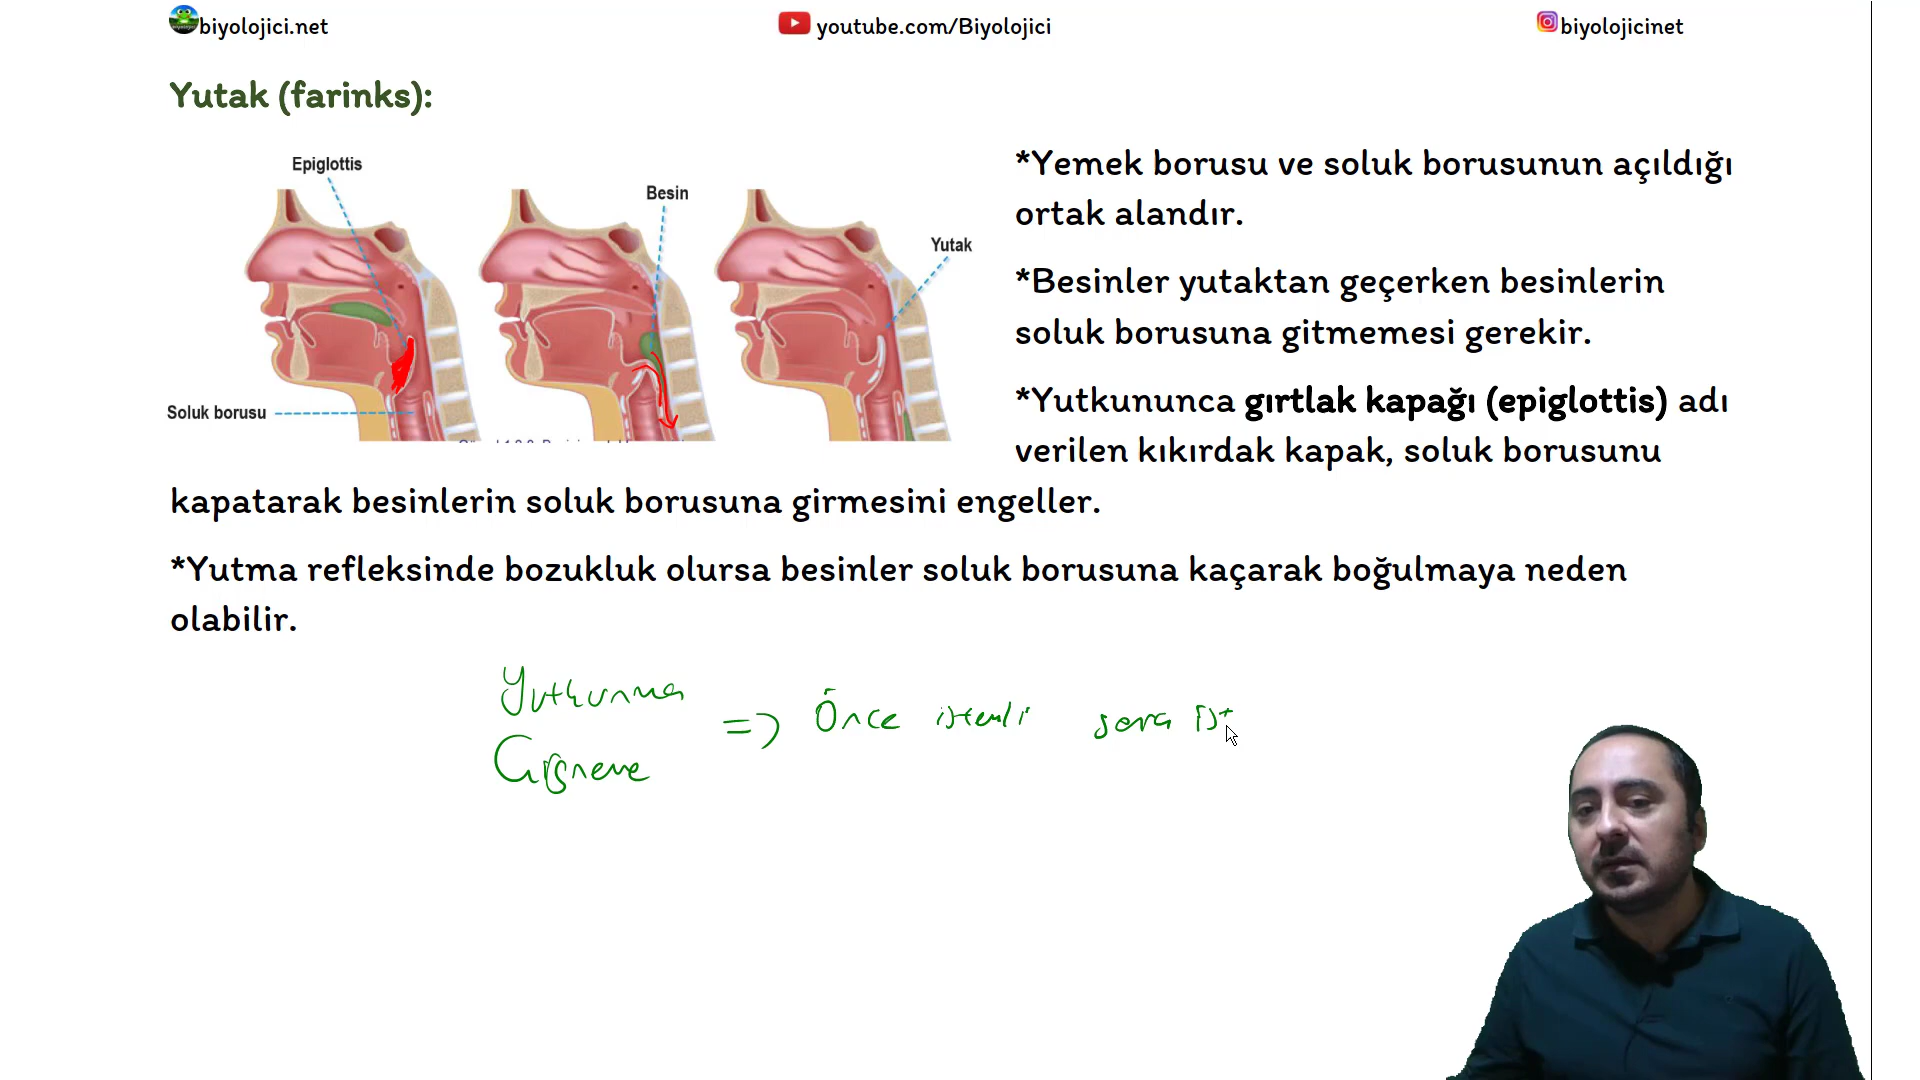 biyolojici.net
youtube.com/Biyolojici
biyolojicinet
Yutak (farinks):
Epiglottis
Besin
Yutak
Soluk borusu
*Yemek borusu ve soluk borusunun açıldığı
ortak alandır.
*Besinler yutaktan geçerken besinlerin
soluk borusuna gitmemesi gerekir.
*Yutkununca gırtlak kapağı (epiglottis) adı
verilen kıkırdak kapak, soluk borusunu
kapatarak besinlerin soluk borusuna girmesini engeller.
*Yutma refleksinde bozukluk olursa besinler soluk borusuna kaçarak boğulmaya neden
olabilir.
Yutkunma
Çiğneme
=> Önce istemli sonra ist